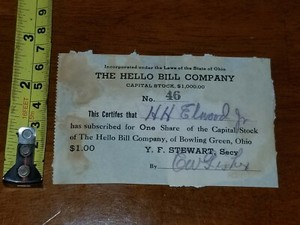 Incorporated under the Laws of the State of Ohio
THE HELLO BILL COMPANY
CAPITAL STOCK, $1,000.00
No. 46
This Certifies that H H Elward Jr
has subscribed for One Share of the Capital Stock
of The Hello Bill Company, of Bowling Green, Ohio
$1.00 Y. F. STEWART, Secy
By